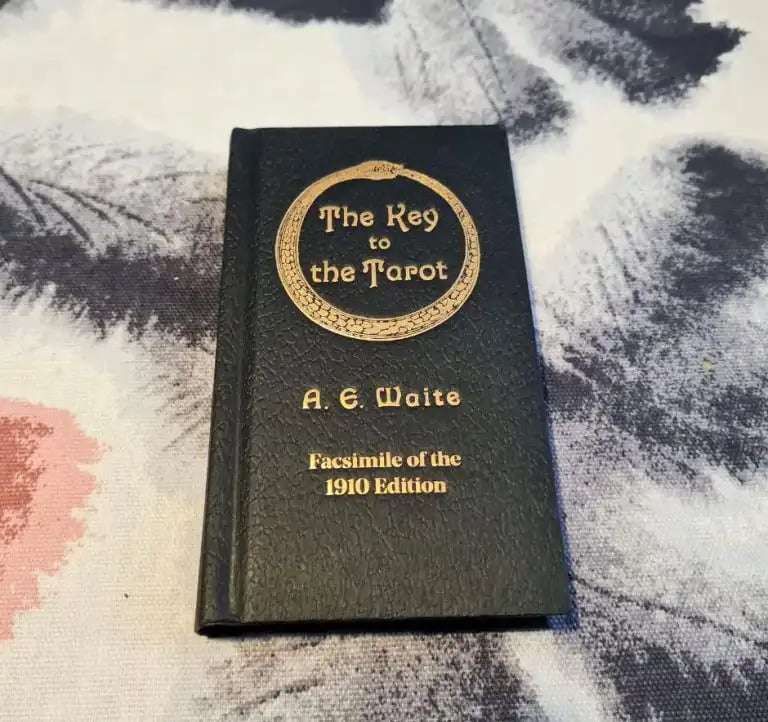 The Key
to
the Tarot
A. E. Waite
Facsimile of the
1910 Edition